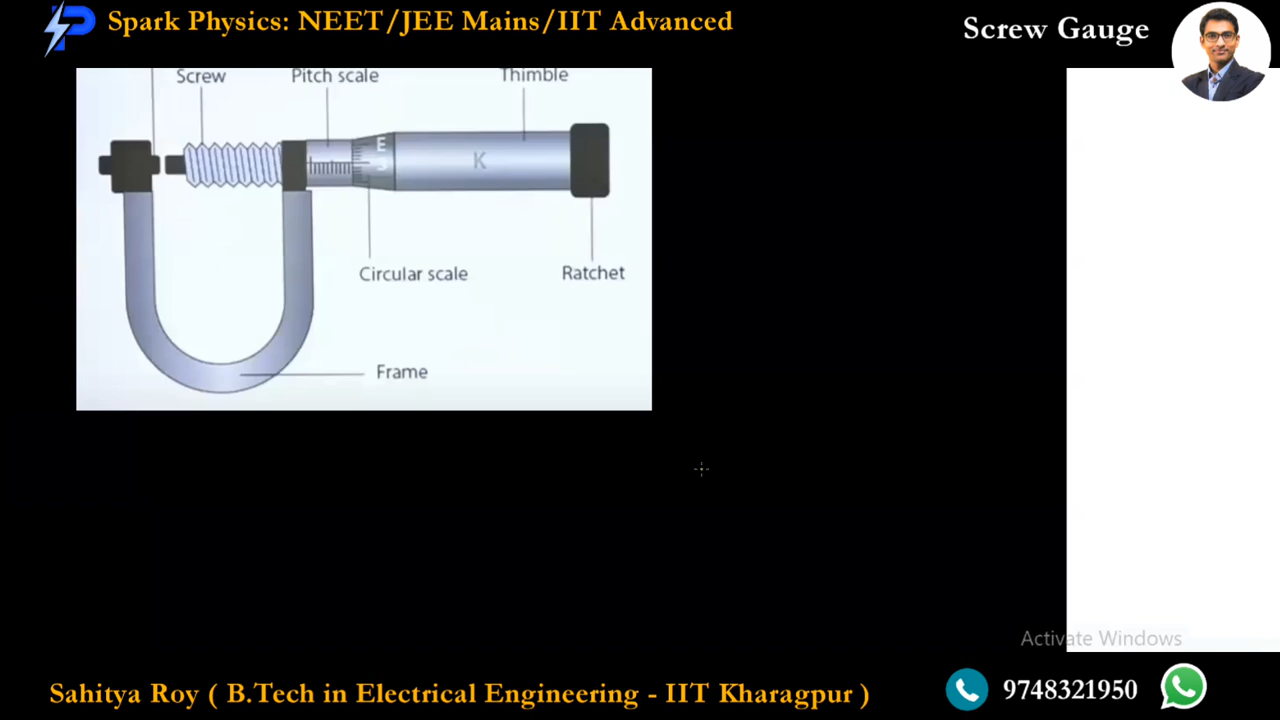 Spark Physics: NEET/JEE Mains/IIT Advanced
Screw Gauge
Screw Pitch scale Thimble
E
K
Circular scale Ratchet
Frame
Activate Windows
Sahitya Roy ( B.Tech in Electrical Engineering - IIT Kharagpur )
9748321950